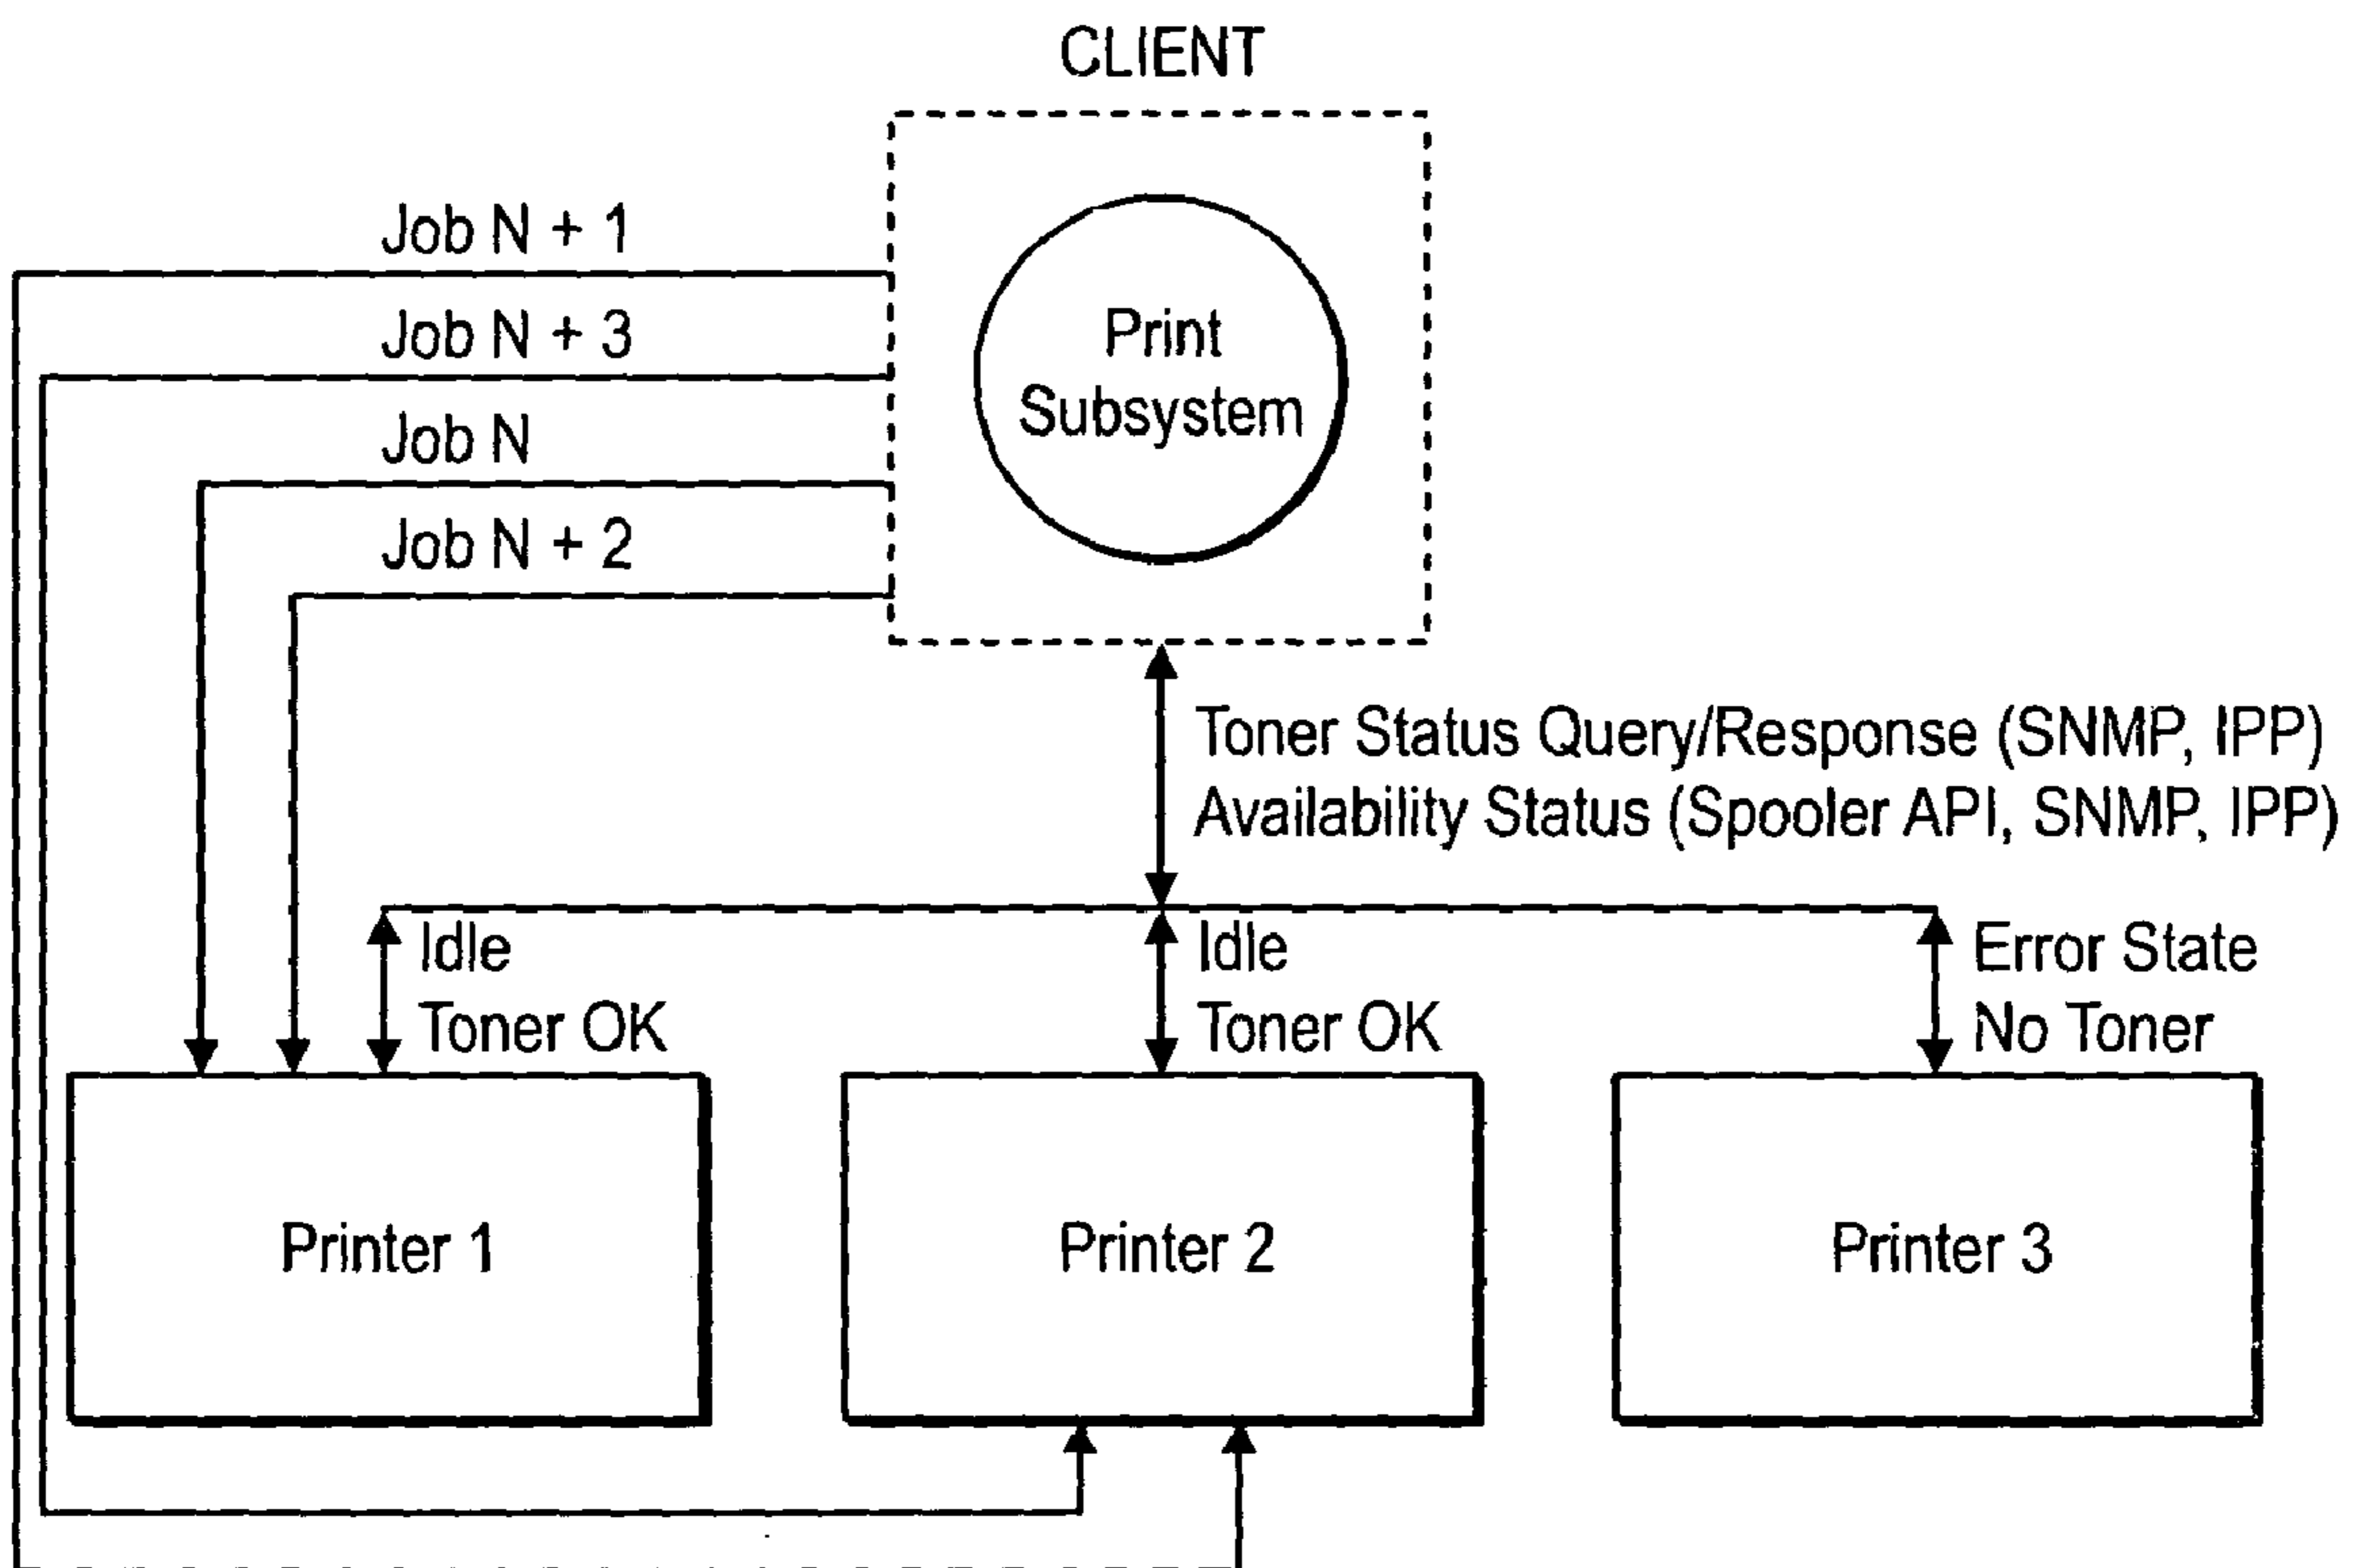 CLIENT
Job N + 1
Job N + 3
Job N
Job N + 2
Print
Subsystem
Toner Status Query/Response (SNMP, IPP)
Availability Status (Spooler API, SNMP, IPP)
Idle
Toner OK
Idle
Toner OK
Error State
No Toner
Printer 1
Printer 2
Printer 3